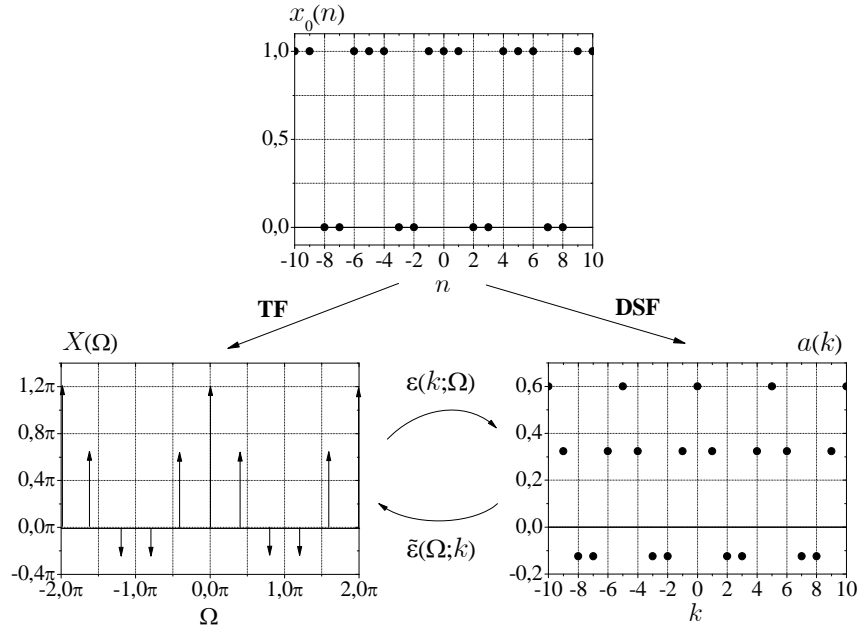 x₀(n)
1,0
0,5
0,0
-10 -8 -6 -4 -2 0 2 4 6 8 10
n
TF
DSF
X(Ω)
1,2π
0,8π
0,4π
0,0π
-0,4π
-2,0π -1,0π 0,0π 1,0π 2,0π
Ω
ε(k;Ω)
ε̃(Ω;k)
a(k)
0,6
0,4
0,2
0,0
-0,2
-10 -8 -6 -4 -2 0 2 4 6 8 10
k